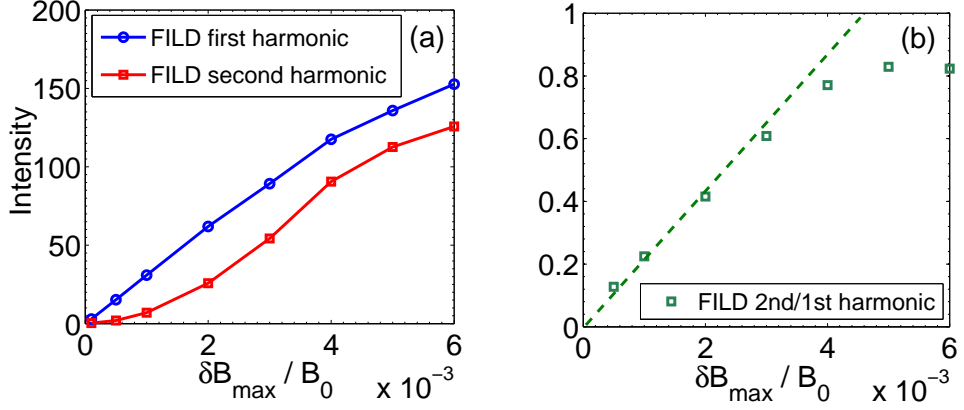 200
150
100
50
0
Intensity
FILD first harmonic
FILD second harmonic
(a)
0 2 4 6
δB_max / B_0 x 10^−3
1
0.8
0.6
0.4
0.2
0
(b)
FILD 2nd/1st harmonic
0 2 4 6
δB_max / B_0 x 10^−3